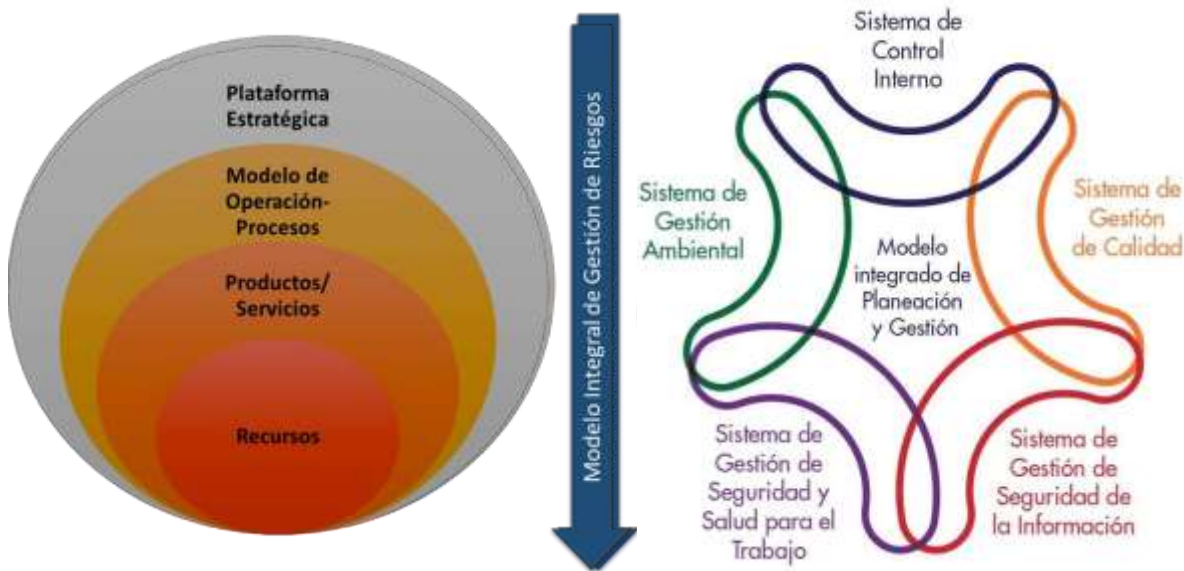 Plataforma
Estratégica
Modelo de
Operación-
Procesos
Productos/
Servicios
Recursos
Modelo Integral de Gestión de Riesgos
Sistema de
Control
Interno
Sistema de
Gestión
Ambiental
Sistema de
Gestión
de Calidad
Modelo
integrado de
Planeación
y Gestión
Sistema de
Gestión de
Seguridad y
Salud para el
Trabajo
Sistema de
Gestión de
Seguridad de
la Información